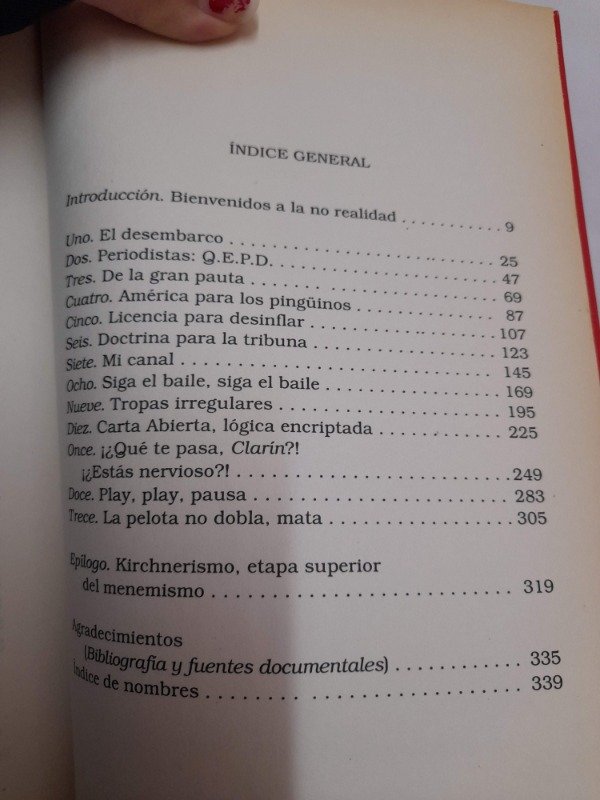 ÍNDICE GENERAL
Introducción. Bienvenidos a la no realidad . . . . . . . . . . . 9
Uno. El desembarco . . . . . . . . . . . . . . . . . . . . . . . . . 25
Dos. Periodistas: Q.E.P.D. . . . . . . . . . . . . . . . . . . . . . 47
Tres. De la gran pauta . . . . . . . . . . . . . . . . . . . . . . . 69
Cuatro. América para los pingüinos . . . . . . . . . . . . . . . 87
Cinco. Licencia para desinflar . . . . . . . . . . . . . . . . . . 107
Seis. Doctrina para la tribuna . . . . . . . . . . . . . . . . . . 123
Siete. Mi canal . . . . . . . . . . . . . . . . . . . . . . . . . . . 145
Ocho. Siga el baile, siga el baile . . . . . . . . . . . . . . . . . 169
Nueve. Tropas irregulares . . . . . . . . . . . . . . . . . . . . . 195
Diez. Carta Abierta, lógica encriptada . . . . . . . . . . . . . 225
Once. ¡¿Qué te pasa, Clarín?!
¡¿Estás nervioso?! . . . . . . . . . . . . . . . . . . . . . . . . . 249
Doce. Play, play, pausa . . . . . . . . . . . . . . . . . . . . . . . 283
Trece. La pelota no dobla, mata . . . . . . . . . . . . . . . . . 305
Epílogo. Kirchnerismo, etapa superior
del menemismo . . . . . . . . . . . . . . . . . . . . . . . . . . . 319
Agradecimientos
(Bibliografía y fuentes documentales) . . . . . . . . . . . . 335
Índice de nombres . . . . . . . . . . . . . . . . . . . . . . . . . 339